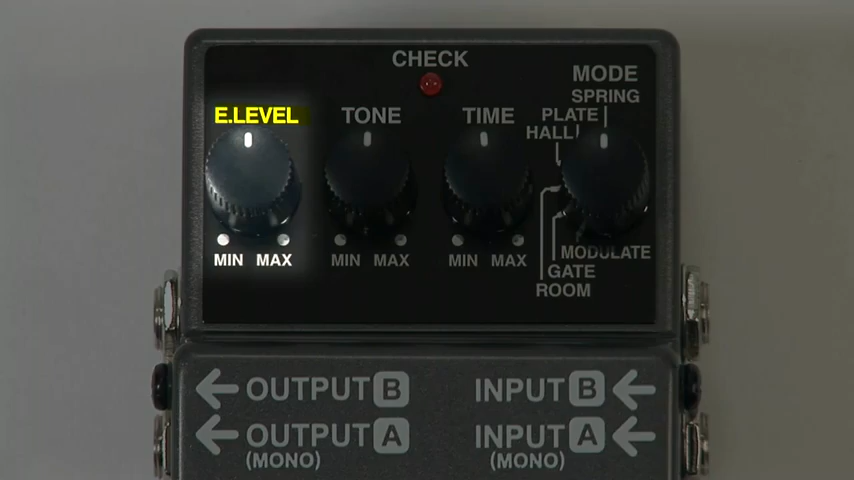 CHECK
MODE
SPRING
PLATE
HALL
E.LEVEL
TONE
TIME
MIN MAX
MIN MAX
MIN MAX
MODULATE
GATE
ROOM
OUTPUT B
INPUT B
OUTPUT A
(MONO)
INPUT A
(MONO)